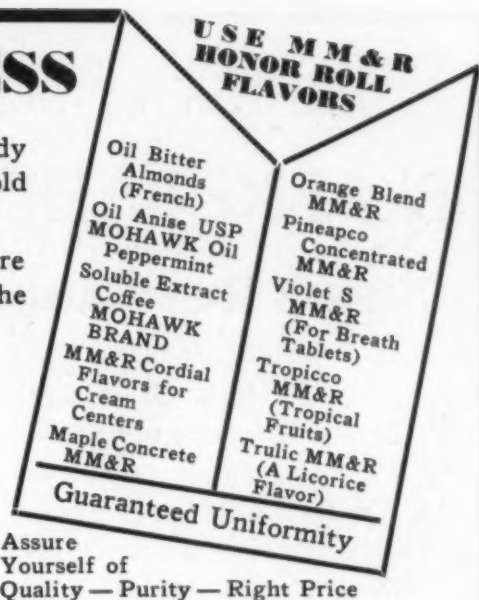 SS
dy
old
re
he
USE MM&R
HONOR ROLL
FLAVORS
Oil Bitter
Almonds
(French)
Oil Anise USP
MOHAWK Oil
Peppermint
Soluble Extract
Coffee
MOHAWK
BRAND
MM&R Cordial
Flavors for
Cream
Centers
Maple Concrete
MM&R
Orange Blend
MM&R
Pineapco
Concentrated
MM&R
Violet S
MM&R
(For Breath
Tablets)
Tropicco
MM&R
(Tropical
Fruits)
Trulic MM&R
(A Licorice
Flavor)
Guaranteed Uniformity
Assure
Yourself of
Quality — Purity — Right Price